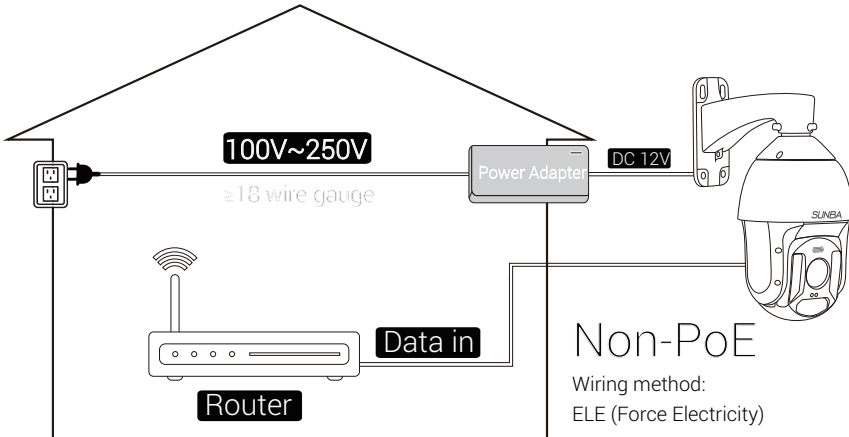 100V~250V
≥18 wire gauge
Power Adapter
DC 12V
SUNBA
Data in
Router
Non-PoE
Wiring method:
ELE (Force Electricity)